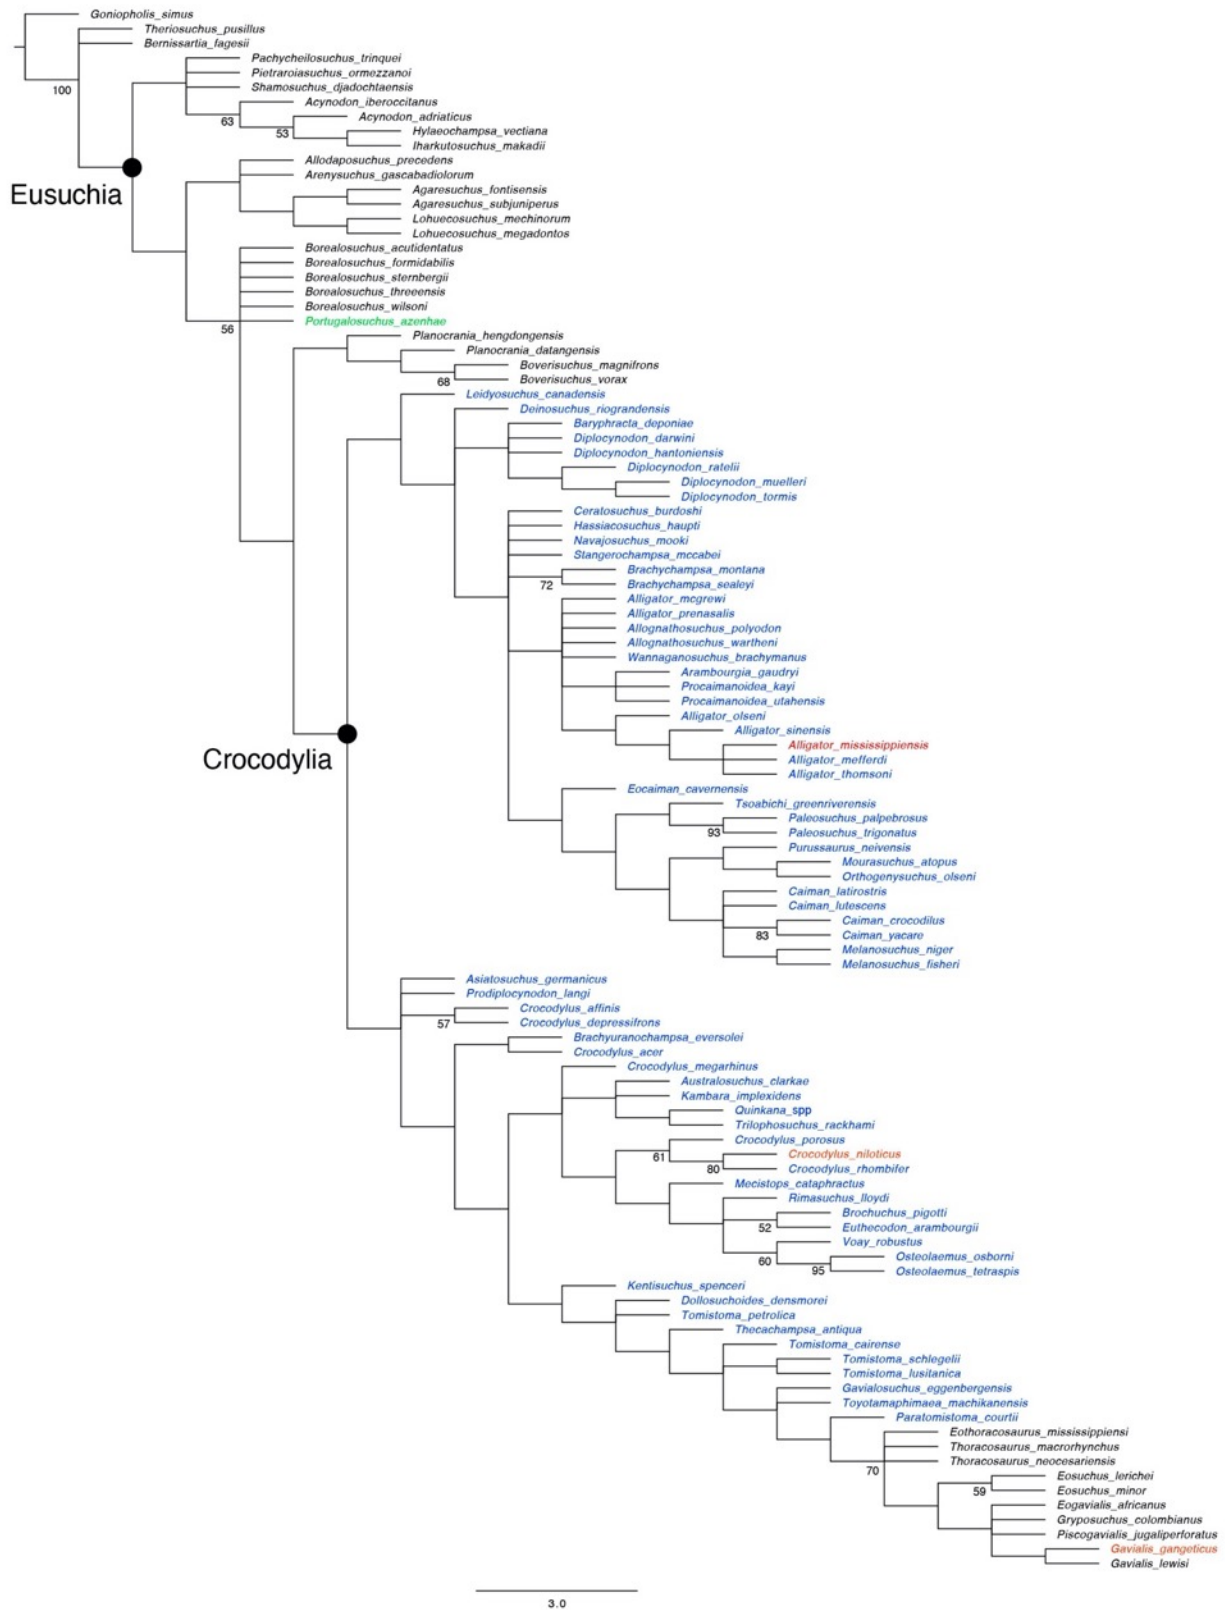 Goniopholis_simus
Theriosuchus_pusillus
Bernissartia_fagesii
Pachycheilosuchus_trinquei
Pietraroiasuchus_ormezzanoi
100
Shamosuchus_djadochtaensis
Acynodon_iberoccitanus
63
Acynodon_adriaticus
53
Hylaeochampsa_vectiana
Iharkutosuchus_makadii
Allodaposuchus_precedens
Arenysuchus_gascabadiolorum
Eusuchia
Agaresuchus_fontisensis
Agaresuchus_subjuniperus
Lohuecosuchus_mechinorum
Lohuecosuchus_megadontos
Borealosuchus_acutidentatus
Borealosuchus_formidabilis
Borealosuchus_sternbergii
Borealosuchus_threeensis
Borealosuchus_wilsoni
Portugalosuchus_azenhae
56
Planocrania_hengdongensis
Planocrania_datangensis
Boverisuchus_magnifrons
68
Boverisuchus_vorax
Leidyosuchus_canadensis
Deinosuchus_riograndensis
Baryphracta_deponiae
Diplocynodon_darwini
Diplocynodon_hantoniensis
Diplocynodon_ratelii
Diplocynodon_muelleri
Diplocynodon_tormis
Ceratosuchus_burdoshi
Hassiacosuchus_haupti
Navajosuchus_mooki
Stangerochampsa_mccabei
Brachychampsa_montana
72
Brachychampsa_sealeyi
Alligator_mcgrewi
Alligator_prenasalis
Allognathosuchus_polyodon
Allognathosuchus_wartheni
Wannaganosuchus_brachymanus
Arambourgia_gaudryi
Procaimanoidea_kayi
Procaimanoidea_utahensis
Alligator_olseni
Alligator_sinensis
Alligator_mississippiensis
Crocodylia
Alligator_mefferdi
Alligator_thomsoni
Eocaiman_cavernensis
Tsoabichi_greenriverensis
Paleosuchus_palpebrosus
93
Paleosuchus_trigonatus
Purussaurus_neivensis
Mourasuchus_atopus
Orthogenysuchus_olseni
Caiman_latirostris
Caiman_lutescens
Caiman_crocodilus
83
Caiman_yacare
Melanosuchus_niger
Melanosuchus_fisheri
Asiatosuchus_germanicus
Prodiplocynodon_langi
Crocodylus_affinis
57
Crocodylus_depressifrons
Brachyuranochampsa_eversolei
Crocodylus_acer
Crocodylus_megarhinus
Australosuchus_clarkae
Kambara_implexidens
Quinkana_spp
Trilophosuchus_rackhami
Crocodylus_porosus
61
Crocodylus_niloticus
80
Crocodylus_rhombifer
Mecistops_cataphractus
Rimasuchus_lloydi
Brochuchus_pigotti
52
Euthecodon_arambourgii
Voay_robustus
60
Osteolaemus_osborni
95
Osteolaemus_tetraspis
Kentisuchus_spenceri
Dollosuchoides_densmorei
Tomistoma_petrolica
Thecachampsa_antiqua
Tomistoma_cairense
Tomistoma_schlegelii
Tomistoma_lusitanica
Gavialosuchus_eggenbergensis
Toyotamaphimaea_machikanensis
Paratomistoma_courtii
Eothoracosaurus_mississippiensi
Thoracosaurus_macrorhynchus
Thoracosaurus_neocesariensis
70
Eosuchus_lerichei
59
Eosuchus_minor
Eogavialis_africanus
Gryposuchus_colombianus
Piscogavialis_jugaliperforatus
Gavialis_gangeticus
Gavialis_lewisi
3.0